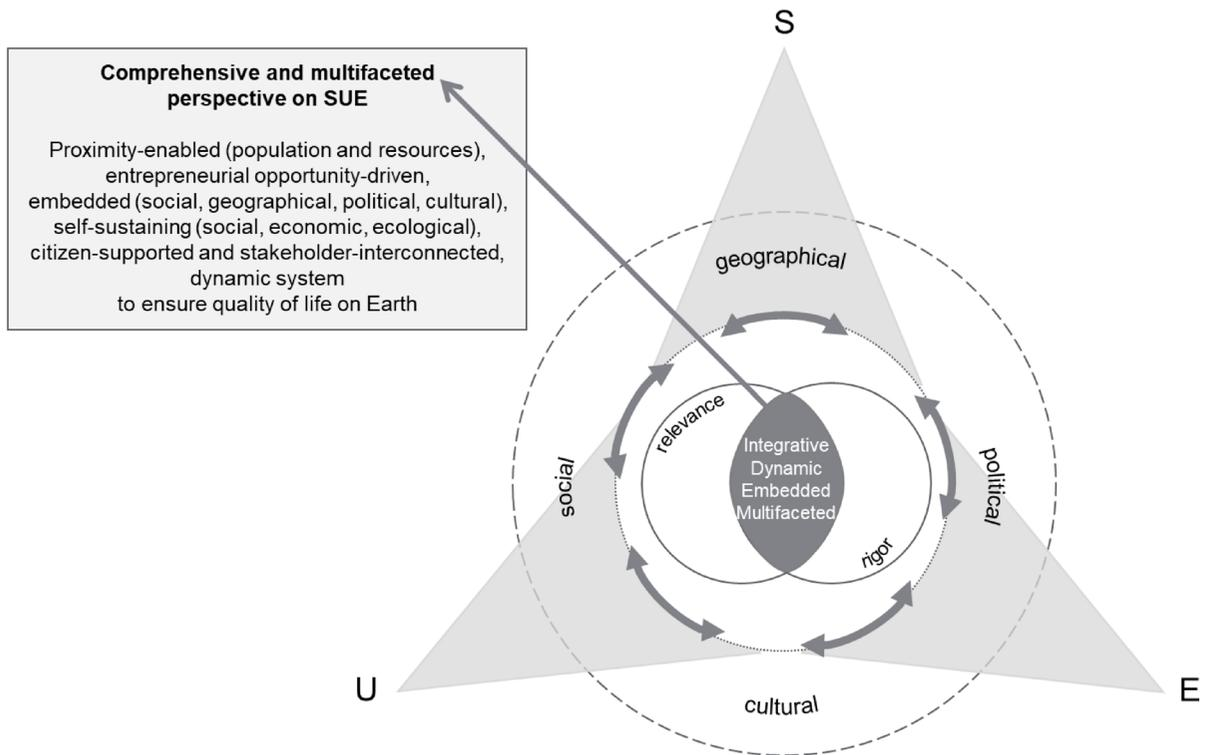 S
Comprehensive and multifaceted
perspective on SUE
Proximity-enabled (population and resources),
entrepreneurial opportunity-driven,
embedded (social, geographical, political, cultural),
self-sustaining (social, economic, ecological),
citizen-supported and stakeholder-interconnected,
dynamic system
to ensure quality of life on Earth
geographical
relevance
Integrative
Dynamic
Embedded
Multifaceted
social
political
rigor
U
E
cultural